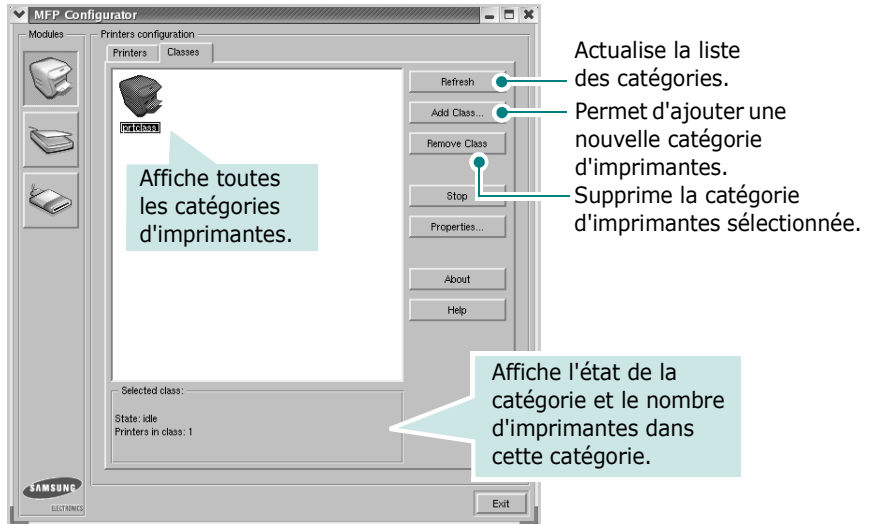 MFP Configurator
Modules
Printers configuration
Printers
Classes
prtclass
Refresh
Add Class...
Remove Class
Stop
Properties...
About
Help
Selected class:
State: idle
Printers in class: 1
SAMSUNG
ELECTRONICS
Exit
Affiche toutes
les catégories
d'imprimantes.
Actualise la liste
des catégories.
Permet d'ajouter une
nouvelle catégorie
d'imprimantes.
Supprime la catégorie
d'imprimantes sélectionnée.
Affiche l'état de la
catégorie et le nombre
d'imprimantes dans
cette catégorie.